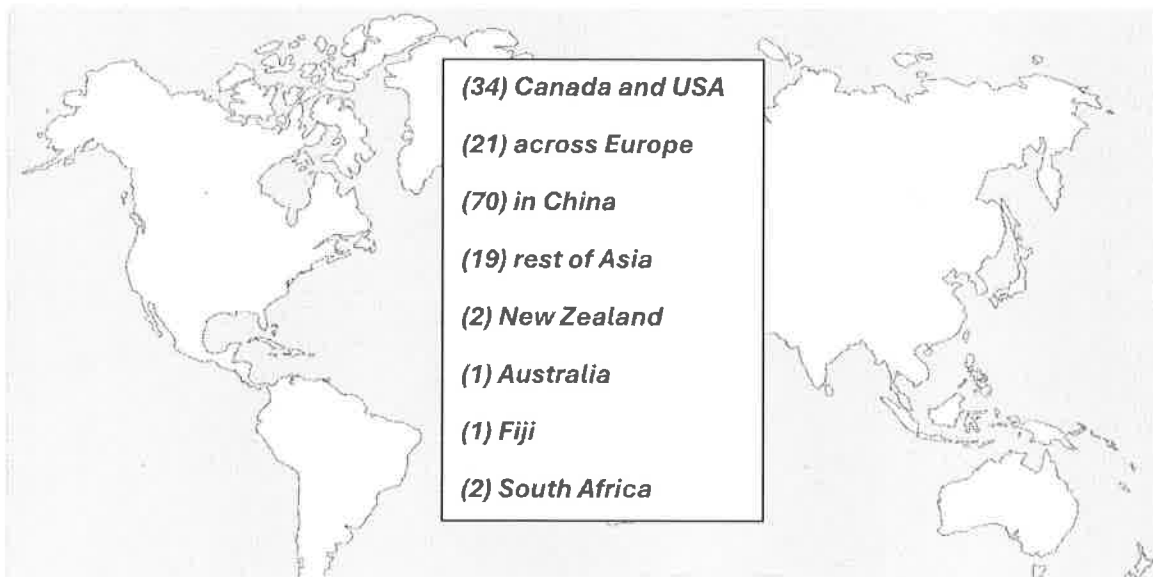 (34) Canada and USA
(21) across Europe
(70) in China
(19) rest of Asia
(2) New Zealand
(1) Australia
(1) Fiji
(2) South Africa